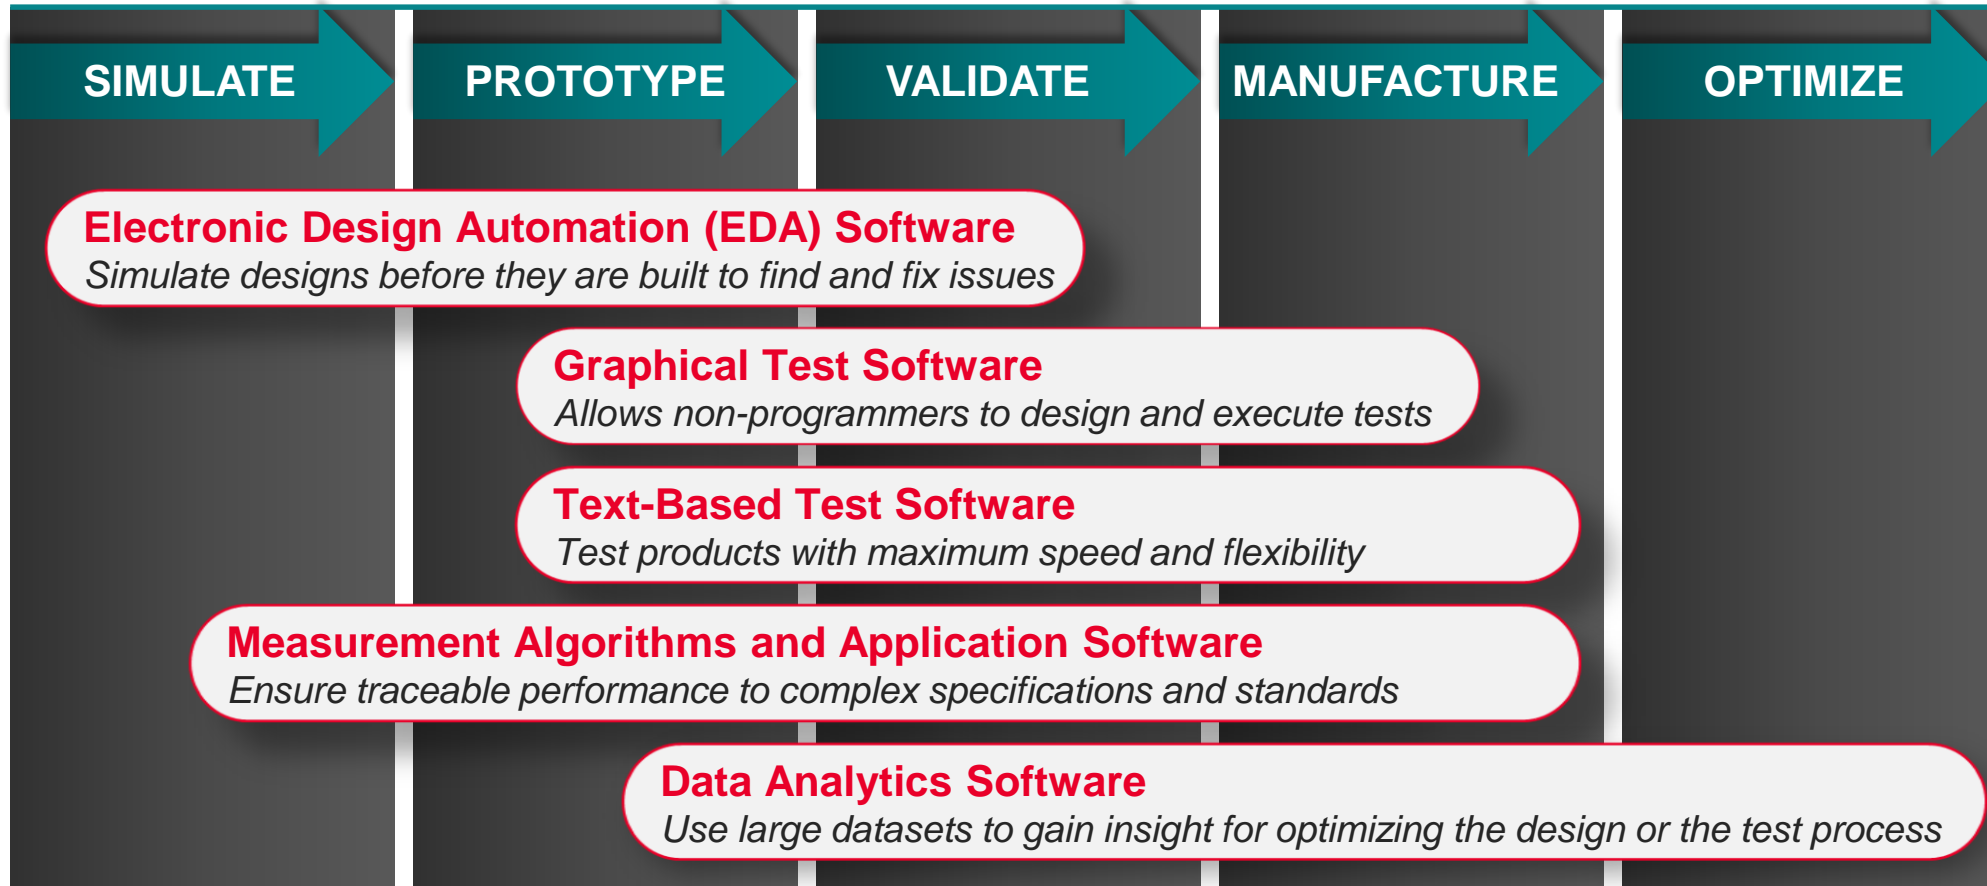 SIMULATE PROTOTYPE VALIDATE MANUFACTURE OPTIMIZE
Electronic Design Automation (EDA) Software
Simulate designs before they are built to find and fix issues
Graphical Test Software
Allows non-programmers to design and execute tests
Text-Based Test Software
Test products with maximum speed and flexibility
Measurement Algorithms and Application Software
Ensure traceable performance to complex specifications and standards
Data Analytics Software
Use large datasets to gain insight for optimizing the design or the test process